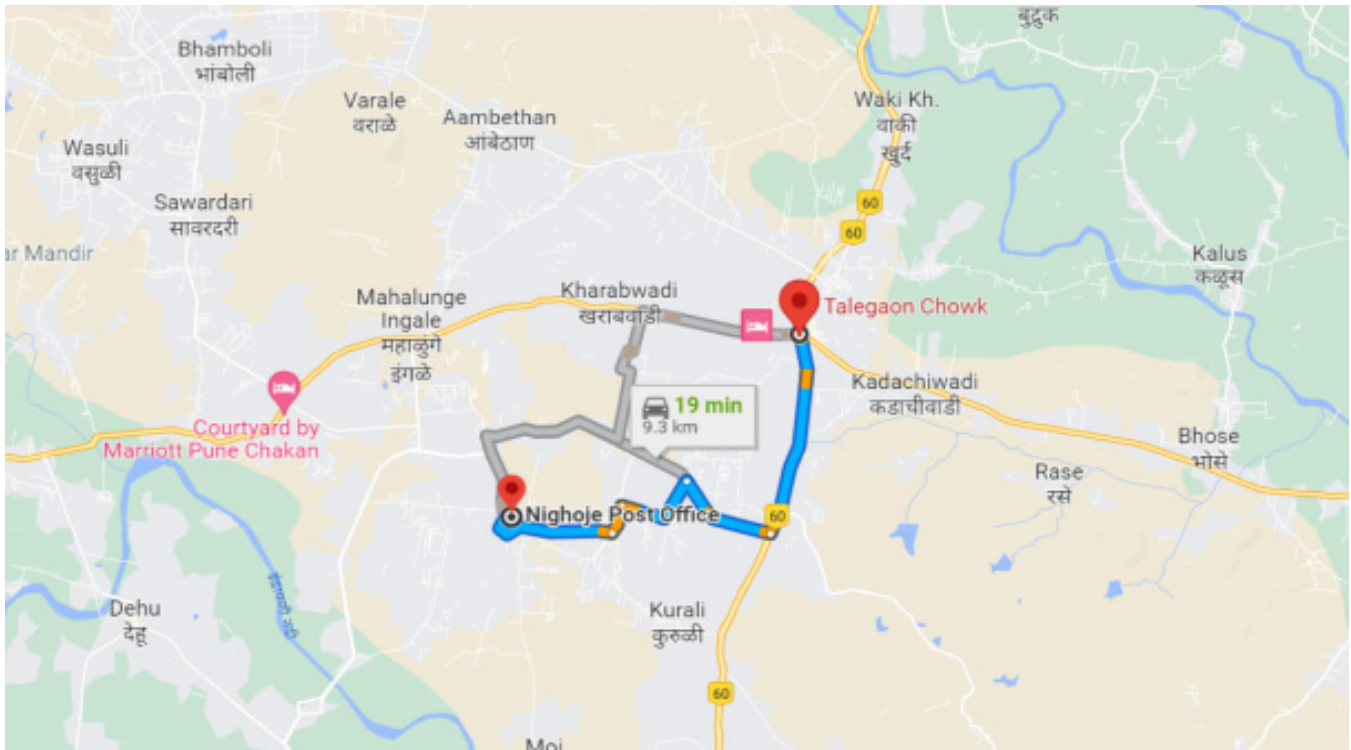 बुद्रुक
Bhamboli
भांबोली
Varale
वराळे
Aambethan
आंबेठाण
Waki Kh.
वाकी
खुर्द
Wasuli
वसुळी
Sawardari
सावरदरी
60
60
ar Mandir
Kalus
कळूस
Mahalunge
Ingale
महाळुंगे
इंगळे
Kharabwadi
खराबवाडी
Talegaon Chowk
Kadachiwadi
कडाचीवाडी
19 min
9.3 km
Courtyard by
Marriott Pune Chakan
Bhose
भोसे
Rase
रसे
Nighoje Post Office
60
Dehu
देहू
Kurali
कुरुळी
60
Moi